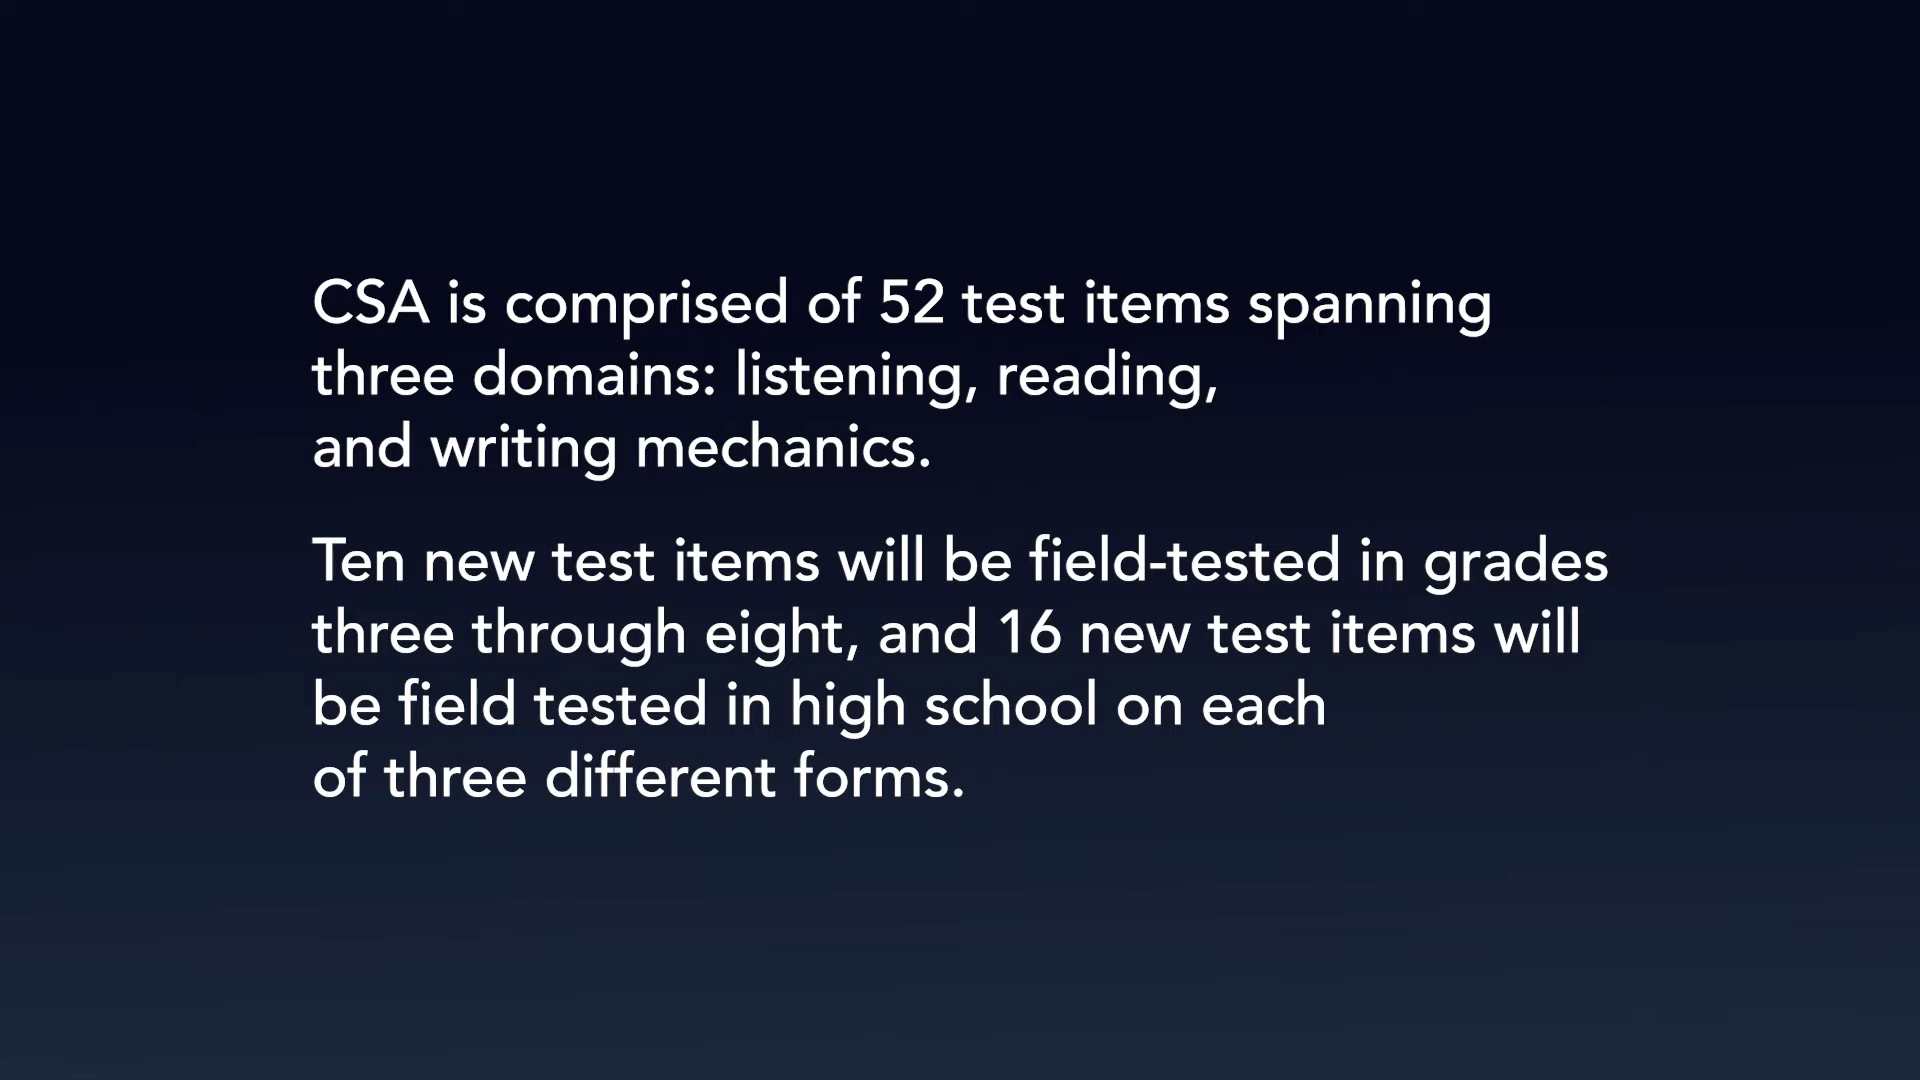 CSA is comprised of 52 test items spanning
three domains: listening, reading,
and writing mechanics.
Ten new test items will be field-tested in grades
three through eight, and 16 new test items will
be field tested in high school on each
of three different forms.